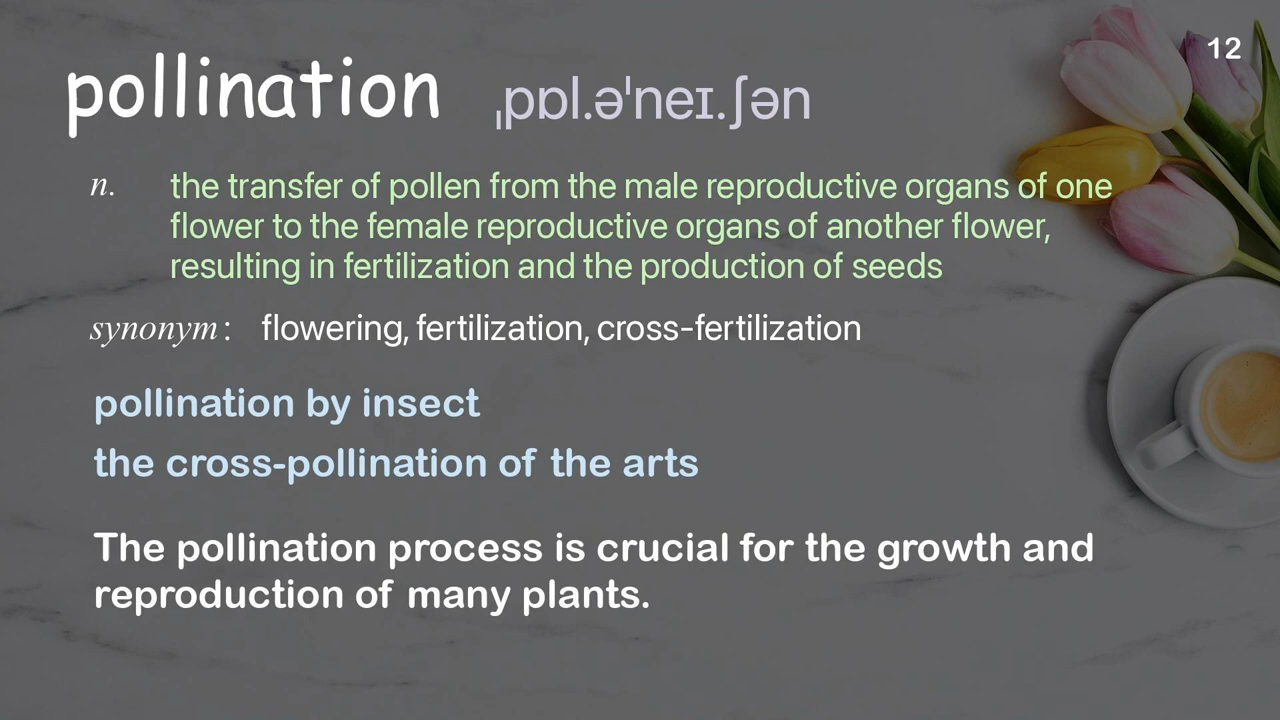 12
pollination ˌpɒl.əˈneɪ.ʃən
n. the transfer of pollen from the male reproductive organs of one
flower to the female reproductive organs of another flower,
resulting in fertilization and the production of seeds
synonym: flowering, fertilization, cross-fertilization
pollination by insect
the cross-pollination of the arts
The pollination process is crucial for the growth and
reproduction of many plants.